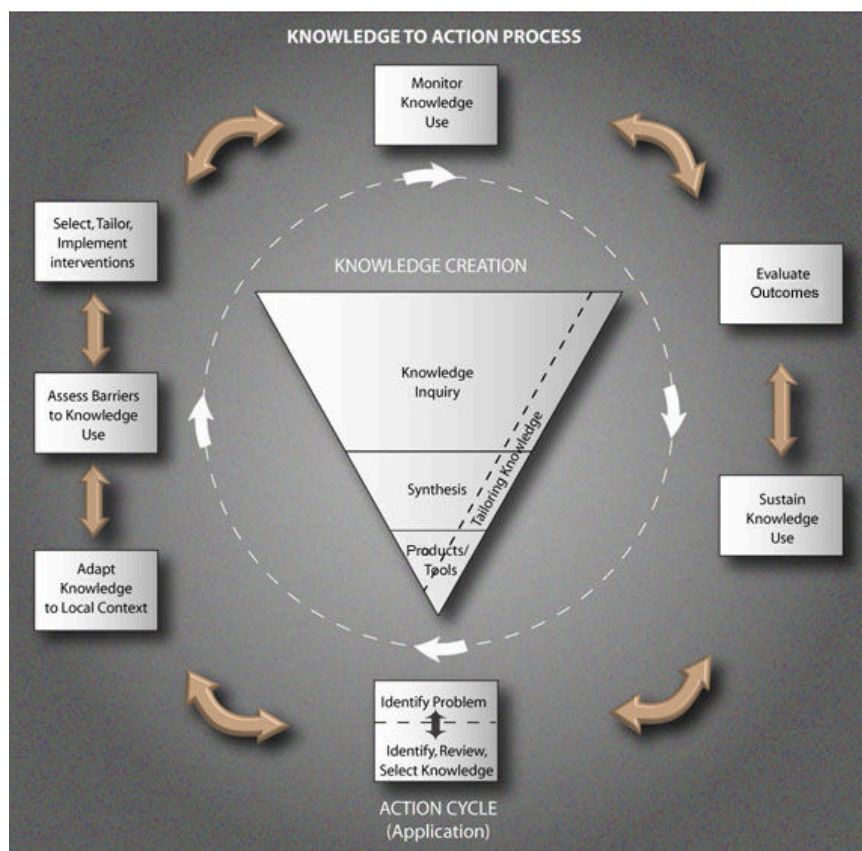 KNOWLEDGE TO ACTION PROCESS
Monitor
Knowledge
Use
Select, Tailor,
Implement
interventions
KNOWLEDGE CREATION
Evaluate
Outcomes
Knowledge
Inquiry
Assess Barriers
to Knowledge
Use
Tailoring Knowledge
Synthesis
Sustain
Knowledge
Use
Products/
Tools
Adapt
Knowledge
to Local Context
Identify Problem
Identify, Review,
Select Knowledge
ACTION CYCLE
(Application)